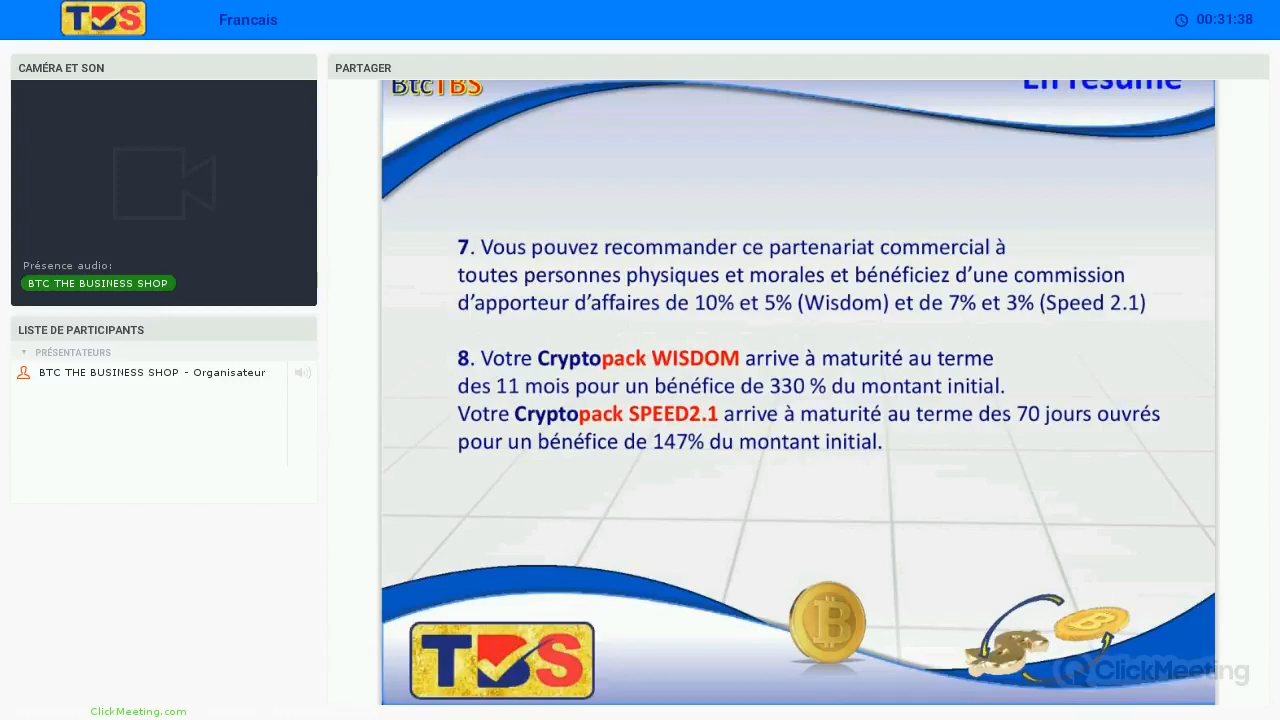 TBS
Francais
00:31:38
CAMÉRA ET SON
PARTAGER
BtcTBS
En résumé
7. Vous pouvez recommander ce partenariat commercial à
toutes personnes physiques et morales et bénéficiez d’une commission
d’apporteur d’affaires de 10% et 5% (Wisdom) et de 7% et 3% (Speed 2.1)
8. Votre Cryptopack WISDOM arrive à maturité au terme
des 11 mois pour un bénéfice de 330 % du montant initial.
Votre Cryptopack SPEED2.1 arrive à maturité au terme des 70 jours ouvrés
pour un bénéfice de 147% du montant initial.
Présence audio:
BTC THE BUSINESS SHOP
LISTE DE PARTICIPANTS
PRÉSENTATEURS
BTC THE BUSINESS SHOP - Organisateur
TBS
ClickMeeting
ClickMeeting.com